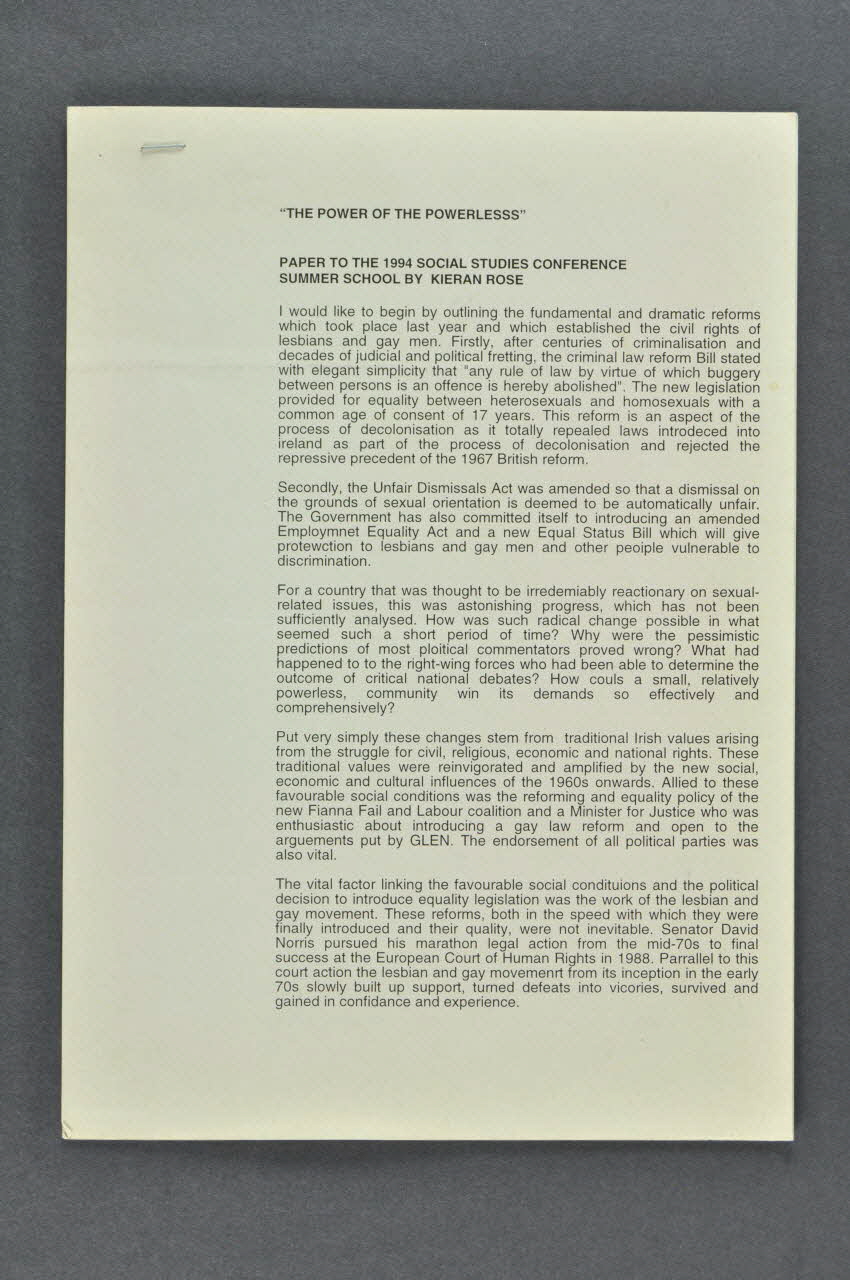 “THE POWER OF THE POWERLESSS”
PAPER TO THE 1994 SOCIAL STUDIES CONFERENCE
SUMMER SCHOOL BY KIERAN ROSE
I would like to begin by outlining the fundamental and dramatic reforms
which took place last year and which established the civil rights of
lesbians and gay men. Firstly, after centuries of criminalisation and
decades of judicial and political fretting, the criminal law reform Bill stated
with elegant simplicity that "any rule of law by virtue of which buggery
between persons is an offence is hereby abolished". The new legislation
provided for equality between heterosexuals and homosexuals with a
common age of consent of 17 years. This reform is an aspect of the
process of decolonisation as it totally repealed laws introdeced into
ireland as part of the process of decolonisation and rejected the
repressive precedent of the 1967 British reform.
Secondly, the Unfair Dismissals Act was amended so that a dismissal on
the grounds of sexual orientation is deemed to be automatically unfair.
The Government has also committed itself to introducing an amended
Employmnet Equality Act and a new Equal Status Bill which will give
protewction to lesbians and gay men and other peoiple vulnerable to
discrimination.
For a country that was thought to be irredemiably reactionary on sexual-
related issues, this was astonishing progress, which has not been
sufficiently analysed. How was such radical change possible in what
seemed such a short period of time? Why were the pessimistic
predictions of most ploitical commentators proved wrong? What had
happened to to the right-wing forces who had been able to determine the
outcome of critical national debates? How couls a small, relatively
powerless, community win its demands so effectively and
comprehensively?
Put very simply these changes stem from traditional Irish values arising
from the struggle for civil, religious, economic and national rights. These
traditional values were reinvigorated and amplified by the new social,
economic and cultural influences of the 1960s onwards. Allied to these
favourable social conditions was the reforming and equality policy of the
new Fianna Fail and Labour coalition and a Minister for Justice who was
enthusiastic about introducing a gay law reform and open to the
arguements put by GLEN. The endorsement of all political parties was
also vital.
The vital factor linking the favourable social condituions and the political
decision to introduce equality legislation was the work of the lesbian and
gay movement. These reforms, both in the speed with which they were
finally introduced and their quality, were not inevitable. Senator David
Norris pursued his marathon legal action from the mid-70s to final
success at the European Court of Human Rights in 1988. Parrallel to this
court action the lesbian and gay movemenrt from its inception in the early
70s slowly built up support, turned defeats into vicories, survived and
gained in confidance and experience.